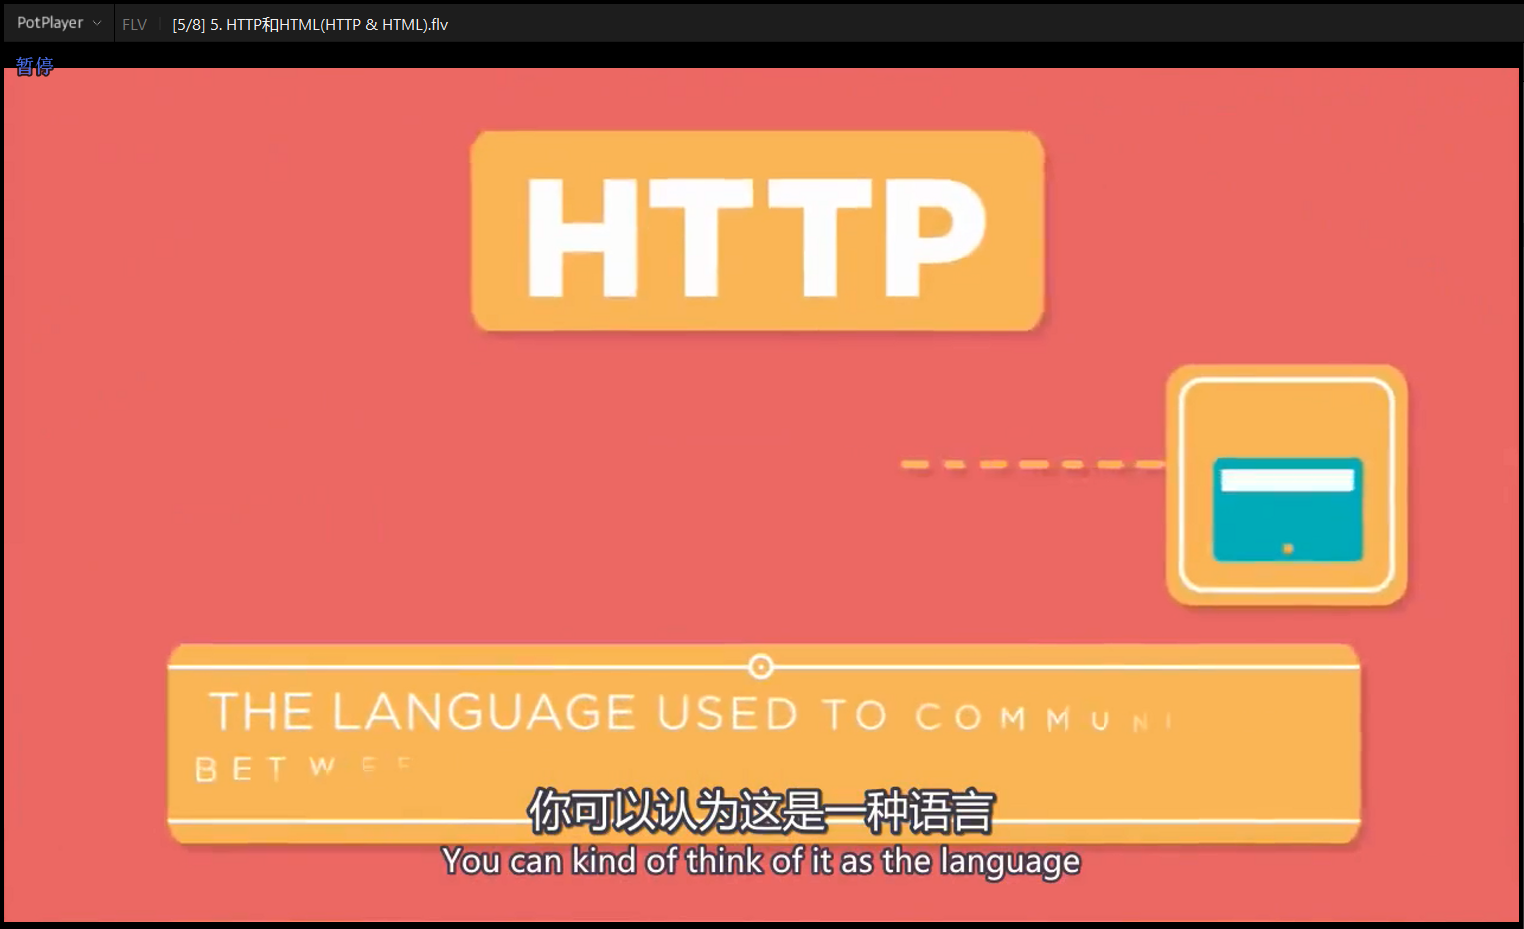 PotPlayer FLV [5/8] 5. HTTP和HTML(HTTP & HTML).flv
暂停
HTTP
THE LANGUAGE USED TO COMMUNI
BETWEE
你可以认为这是一种语言
You can kind of think of it as the language